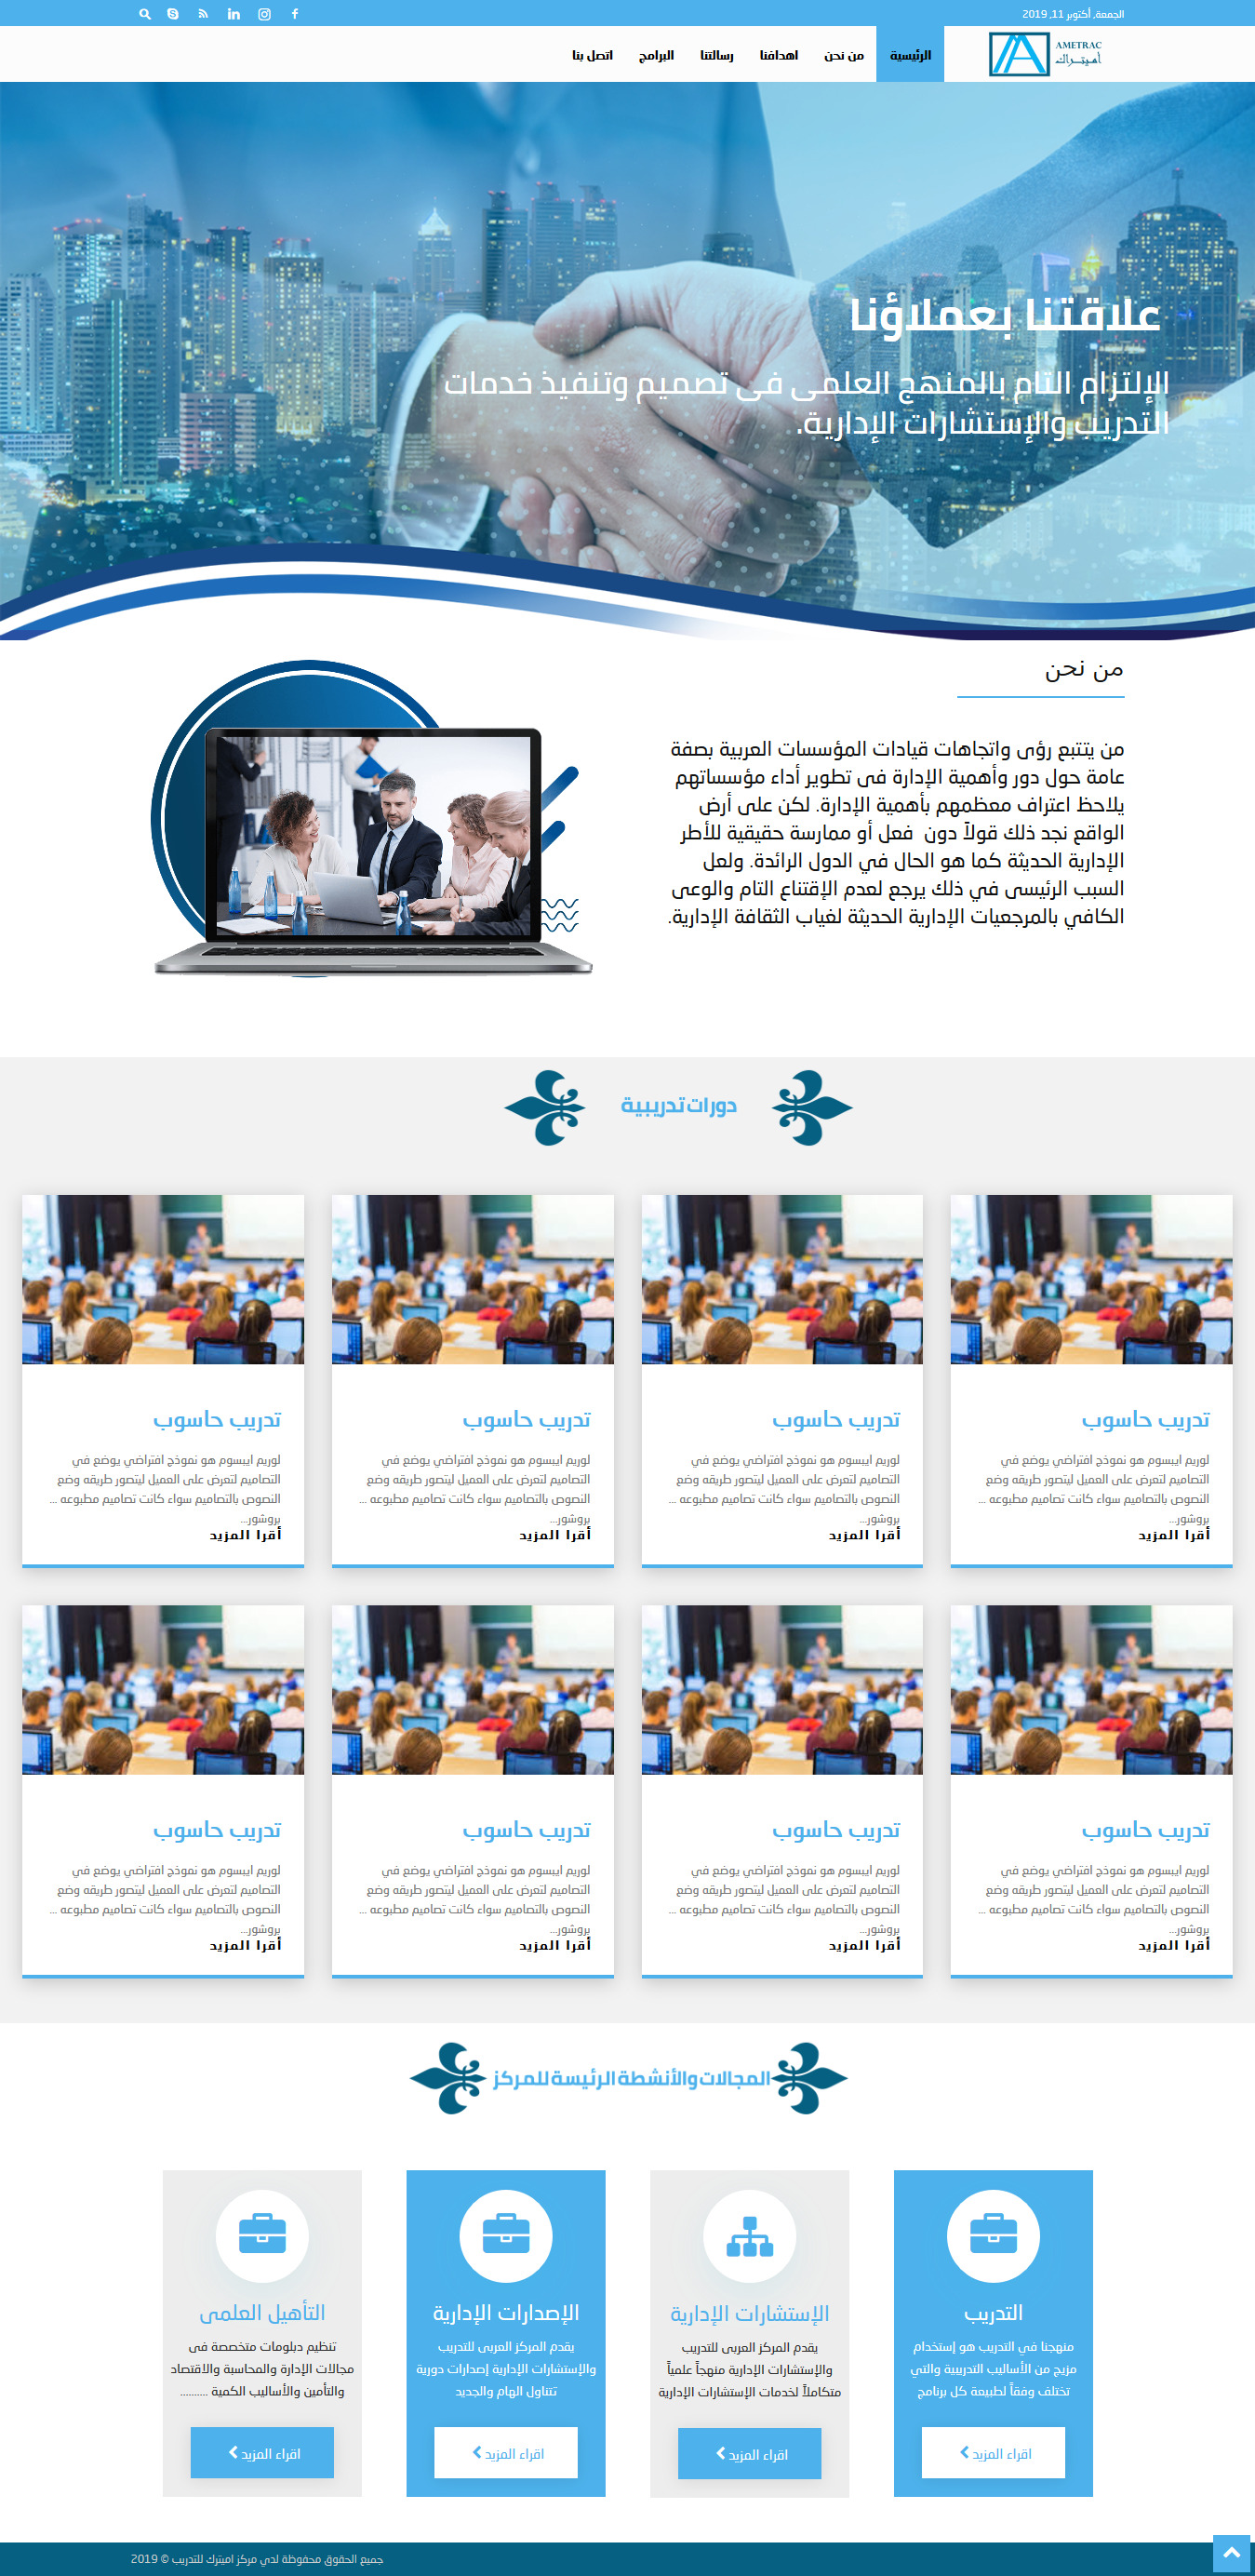 الجمعة, أكتوبر 11, 2019
AMETRAC
أميتراك
الرئيسية
من نحن
اهدافنا
رسالتنا
البرامج
اتصل بنا
علاقتنا بعملاؤنا
الإلتزام التام بالمنهج العلمى فى تصميم وتنفيذ خدمات
التدريب والإستشارات الإدارية.
من نحن
من يتتبع رؤى واتجاهات قيادات المؤسسات العربية بصفة
عامة حول دور وأهمية الإدارة فى تطوير أداء مؤسساتهم
يلاحظ اعتراف معظمهم بأهمية الإدارة. لكن على أرض
الواقع نجد ذلك قولاً دون فعل أو ممارسة حقيقية للأطر
الإدارية الحديثة كما هو الحال في الدول الرائدة. ولعل
السبب الرئيسى في ذلك يرجع لعدم الإقتناع التام والوعى
الكافي بالمرجعيات الإدارية الحديثة لغياب الثقافة الإدارية.
دورات تدريبية
تدريب حاسوب
لوريم ايبسوم هو نموذج افتراضي يوضع في
التصاميم لتعرض على العميل ليتصور طريقه وضع
النصوص بالتصاميم سواء كانت تصاميم مطبوعه ...
بروشور...
أقرا المزيد
تدريب حاسوب
لوريم ايبسوم هو نموذج افتراضي يوضع في
التصاميم لتعرض على العميل ليتصور طريقه وضع
النصوص بالتصاميم سواء كانت تصاميم مطبوعه ...
بروشور...
أقرا المزيد
تدريب حاسوب
لوريم ايبسوم هو نموذج افتراضي يوضع في
التصاميم لتعرض على العميل ليتصور طريقه وضع
النصوص بالتصاميم سواء كانت تصاميم مطبوعه ...
بروشور...
أقرا المزيد
تدريب حاسوب
لوريم ايبسوم هو نموذج افتراضي يوضع في
التصاميم لتعرض على العميل ليتصور طريقه وضع
النصوص بالتصاميم سواء كانت تصاميم مطبوعه ...
بروشور...
أقرا المزيد
تدريب حاسوب
لوريم ايبسوم هو نموذج افتراضي يوضع في
التصاميم لتعرض على العميل ليتصور طريقه وضع
النصوص بالتصاميم سواء كانت تصاميم مطبوعه ...
بروشور...
أقرا المزيد
تدريب حاسوب
لوريم ايبسوم هو نموذج افتراضي يوضع في
التصاميم لتعرض على العميل ليتصور طريقه وضع
النصوص بالتصاميم سواء كانت تصاميم مطبوعه ...
بروشور...
أقرا المزيد
تدريب حاسوب
لوريم ايبسوم هو نموذج افتراضي يوضع في
التصاميم لتعرض على العميل ليتصور طريقه وضع
النصوص بالتصاميم سواء كانت تصاميم مطبوعه ...
بروشور...
أقرا المزيد
تدريب حاسوب
لوريم ايبسوم هو نموذج افتراضي يوضع في
التصاميم لتعرض على العميل ليتصور طريقه وضع
النصوص بالتصاميم سواء كانت تصاميم مطبوعه ...
بروشور...
أقرا المزيد
المجالات والأنشطة الرئيسة للمركز
التدريب
منهجنا في التدريب هو إستخدام
مزيج من الأساليب التدريبية والتي
تختلف وفقاً لطبيعة كل برنامج
اقراء المزيد
الإستشارات الإدارية
يقدم المركز العربى للتدريب
والإستشارات الإدارية منهجاً علمياً
متكاملاً لخدمات الإستشارات الإدارية
اقراء المزيد
الإصدارات الإدارية
يقدم المركز العربى للتدريب
والإستشارات الإدارية إصدارات دورية
تتناول الهام والجديد
اقراء المزيد
التأهيل العلمى
تنظيم دبلومات متخصصة فى
مجالات الإدارة والمحاسبة والاقتصاد
والتأمين والأساليب الكمية ..........
اقراء المزيد
جميع الحقوق محفوظة لدي مركز اميترك للتدريب © 2019